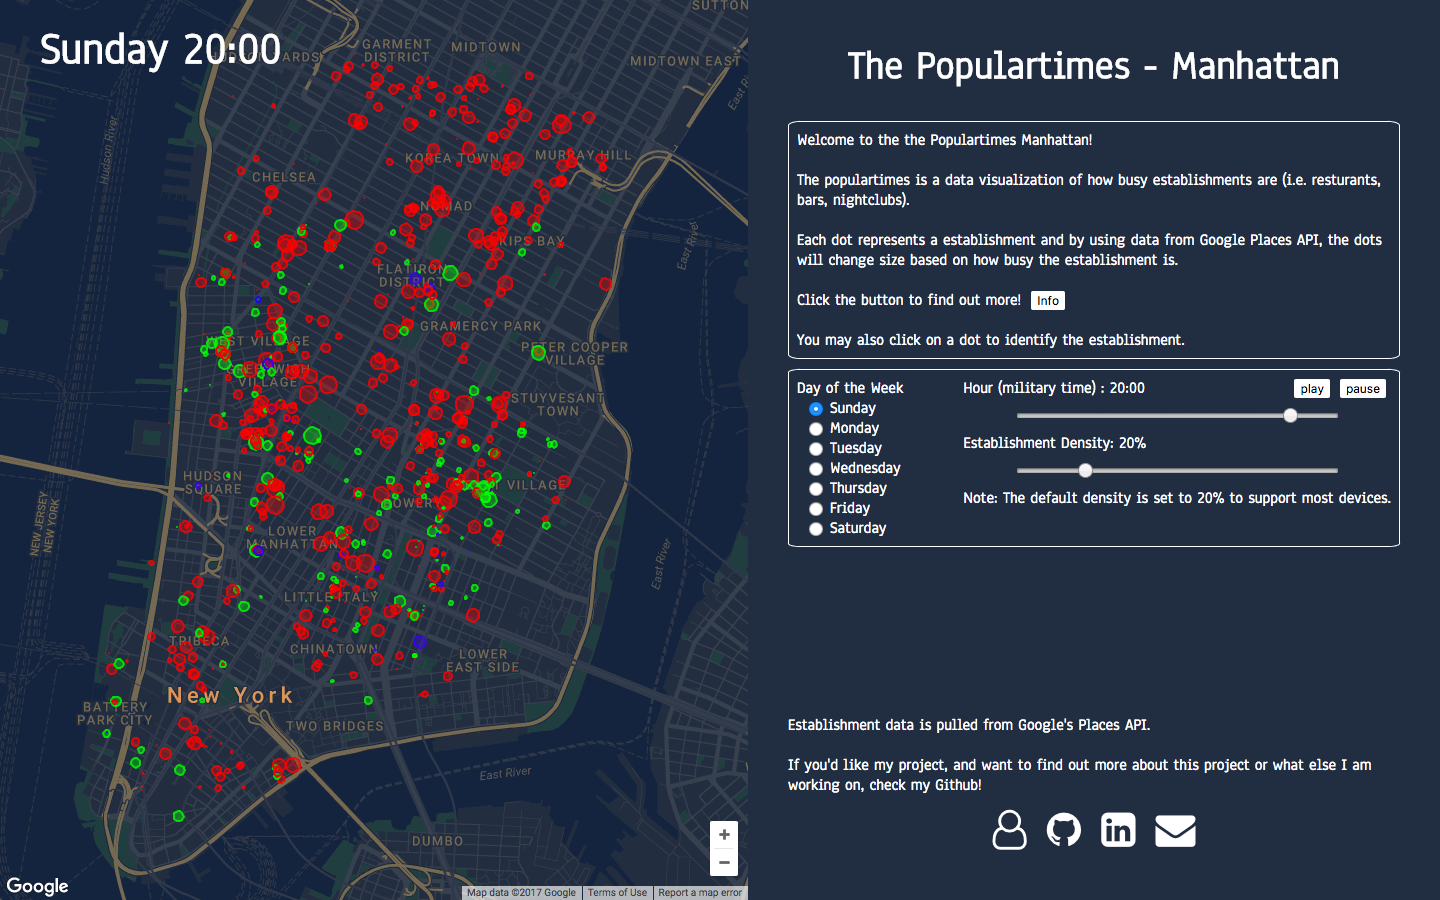 Sunday 20:00
SUTTON
GARMENT
DISTRICT
MIDTOWN
YARDS
MIDTOWN EAST
East R
Hudson River
KOREA TOWN
MURRAY HILL
CHELSEA
NOMAD
KIPS BAY
East River
FLATIRON
DISTRICT
GRAMERCY PARK
WEST VILLAGE
PETER COOPER
VILLAGE
GREENWICH
VILLAGE
STUYVESANT
TOWN
HUDSON
SQUARE
VILLAGE
BOWERY
NEW JERSEY
NEW YORK
LOWER
MANHATTAN
East River
LITTLE ITALY
TRIBECA
CHINATOWN
LOWER
EAST SIDE
New York
BATTERY
PARK CITY
TWO BRIDGES
East River
DUMBO
+
−
Google
Map data ©2017 Google
Terms of Use
Report a map error
The Populartimes - Manhattan
Welcome to the the Populartimes Manhattan!
The populartimes is a data visualization of how busy establishments are (i.e. resturants,
bars, nightclubs).
Each dot represents a establishment and by using data from Google Places API, the dots
will change size based on how busy the establishment is.
Click the button to find out more! Info
You may also click on a dot to identify the establishment.
Day of the Week
Sunday
Monday
Tuesday
Wednesday
Thursday
Friday
Saturday
Hour (military time) : 20:00
play
pause
Establishment Density: 20%
Note: The default density is set to 20% to support most devices.
Establishment data is pulled from Google's Places API.
If you'd like my project, and want to find out more about this project or what else I am
working on, check my Github!
in